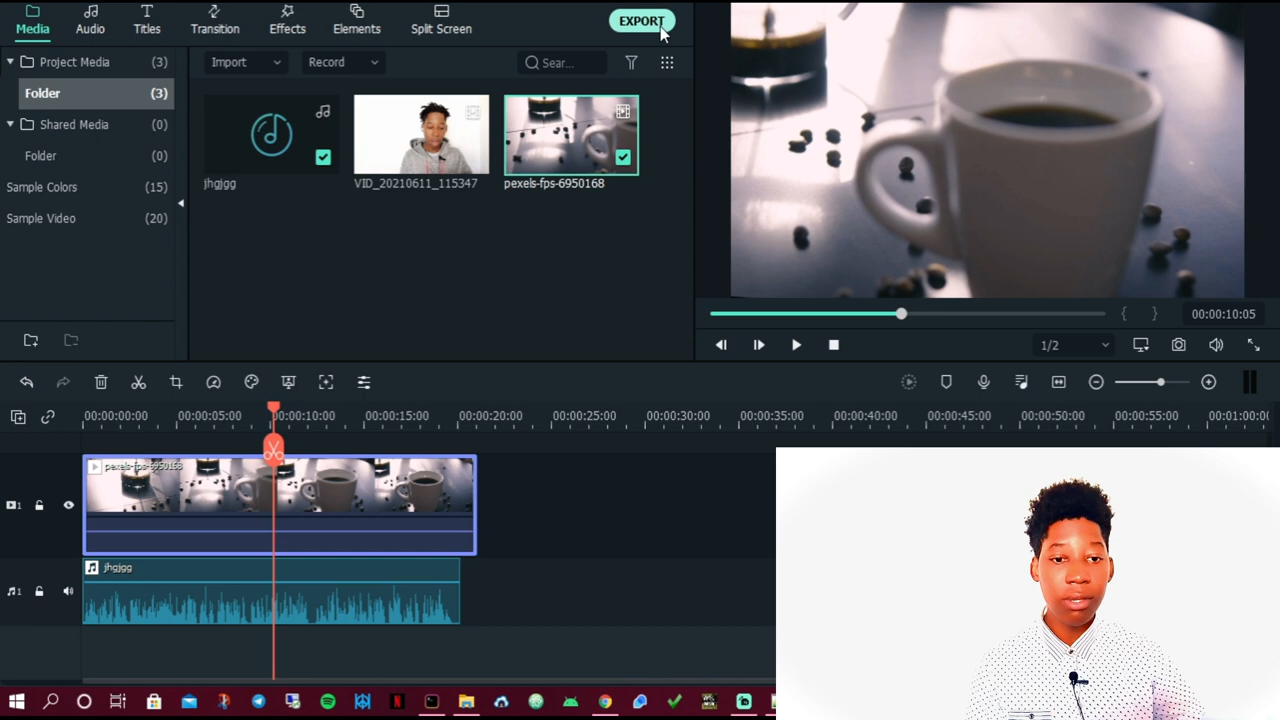 Media Audio Titles Transition Effects Elements Split Screen EXPORT
Project Media (3) Import Record Sear...
Folder (3)
Shared Media (0)
Folder (0)
Sample Colors (15)
Sample Video (20)
jhgjgg VID_20210611_115347 pexels-fps-6950168
{ } 00:00:10:05
1/2
00:00:00:00 00:00:05:00 00:00:10:00 00:00:15:00 00:00:20:00 00:00:25:00 00:00:30:00 00:00:35:00 00:00:40:00 00:00:45:00 00:00:50:00 00:00:55:00 00:01:00:0
pexels-fps-6950168
1
jhgjgg
1